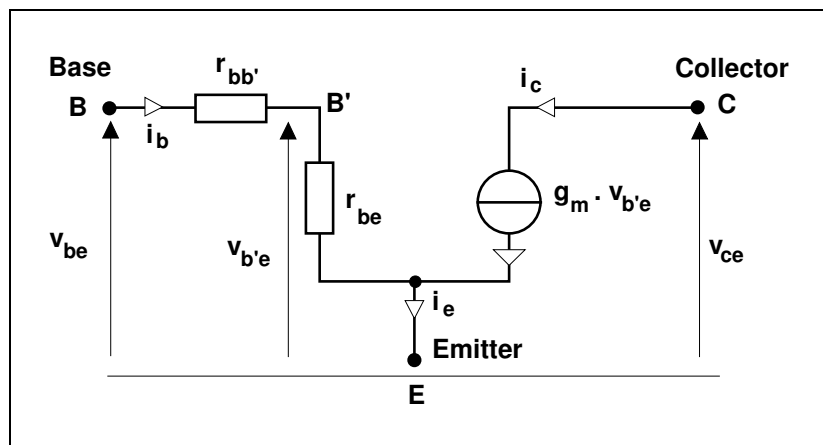 Base
B
r bb'
i b
B'
r be
v be
v b'e
i c
Collector
C
g m . v b'e
v ce
i e
Emitter
E